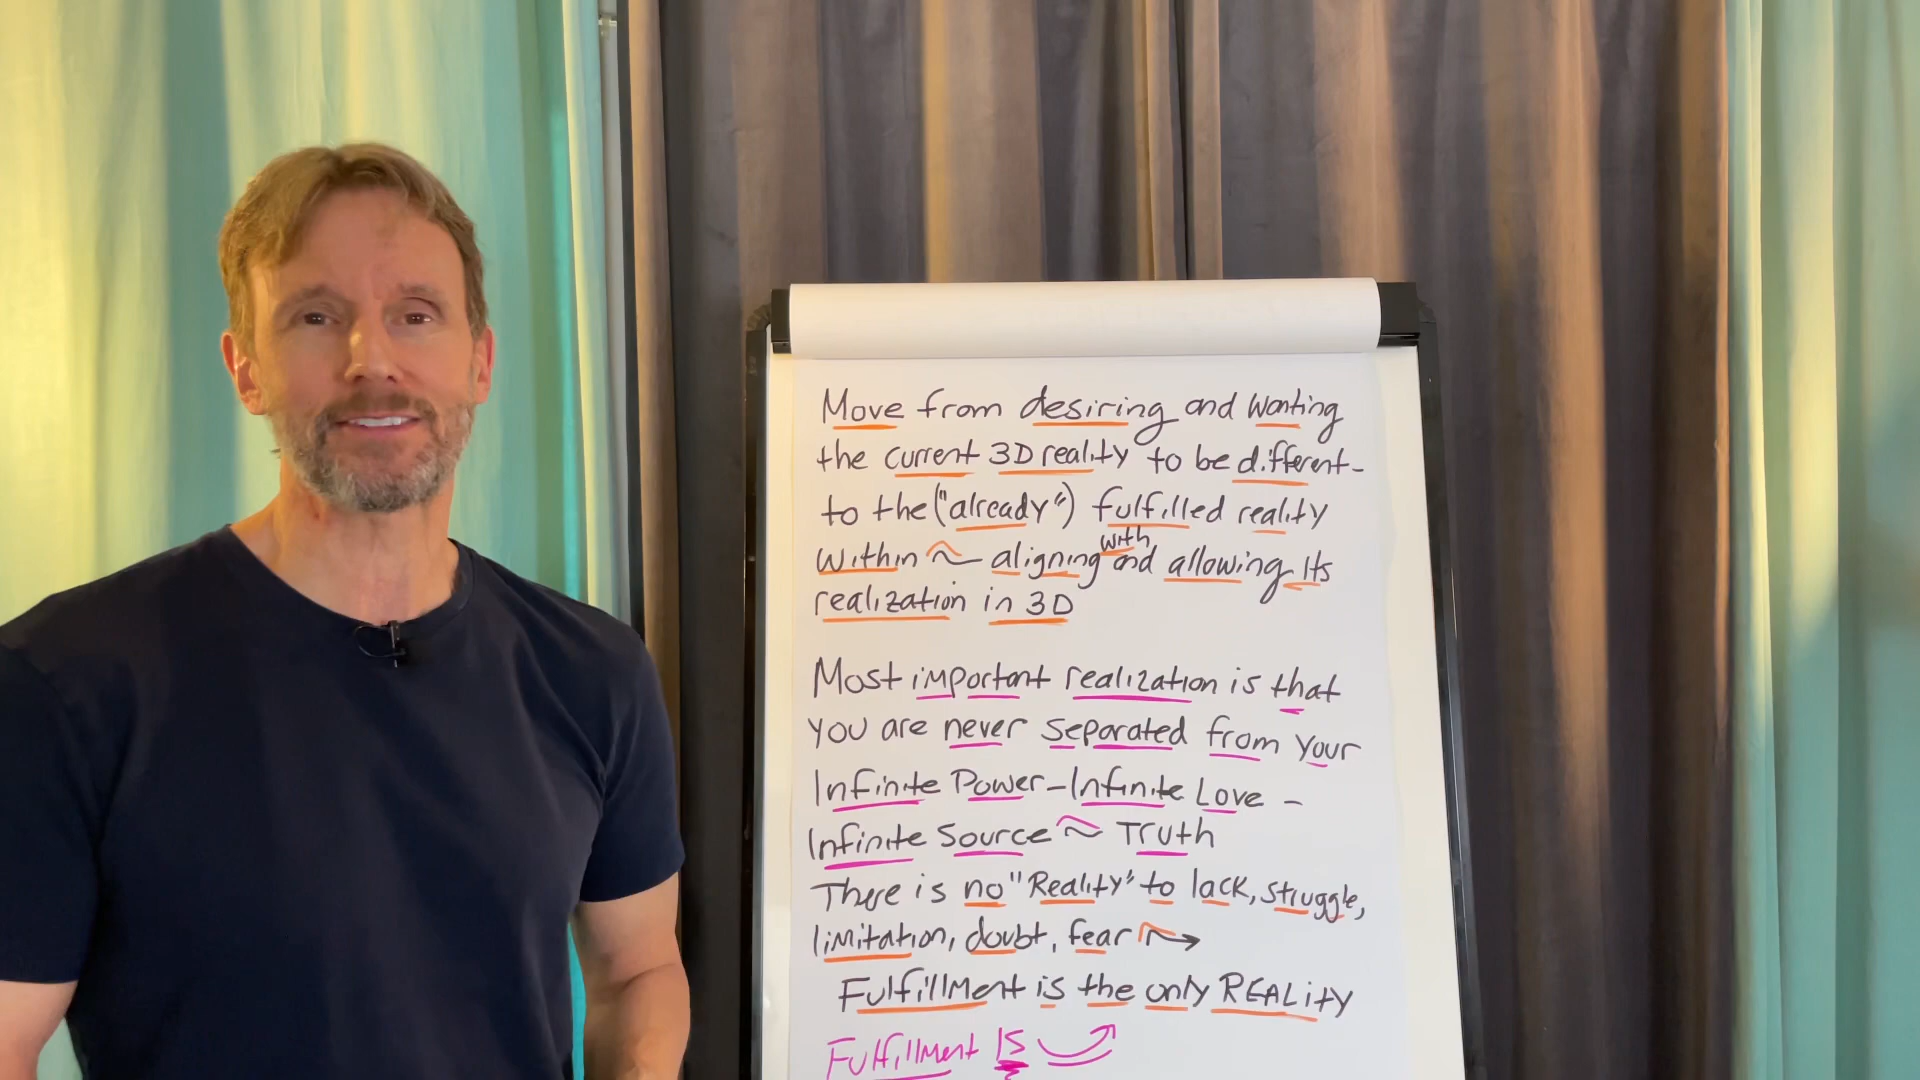 Move from desiring and wanting
the current 3D reality to be different-
to the ("already") fulfilled reality
within ~ aligning with and allowing Its
realization in 3D
Most important realization is that
you are never separated from your
Infinite Power-Infinite Love -
Infinite Source ~ Truth
There is no "Reality" to lack, struggle,
limitation, doubt, fear →
Fulfillment is the only REALity
Fulfillment IS